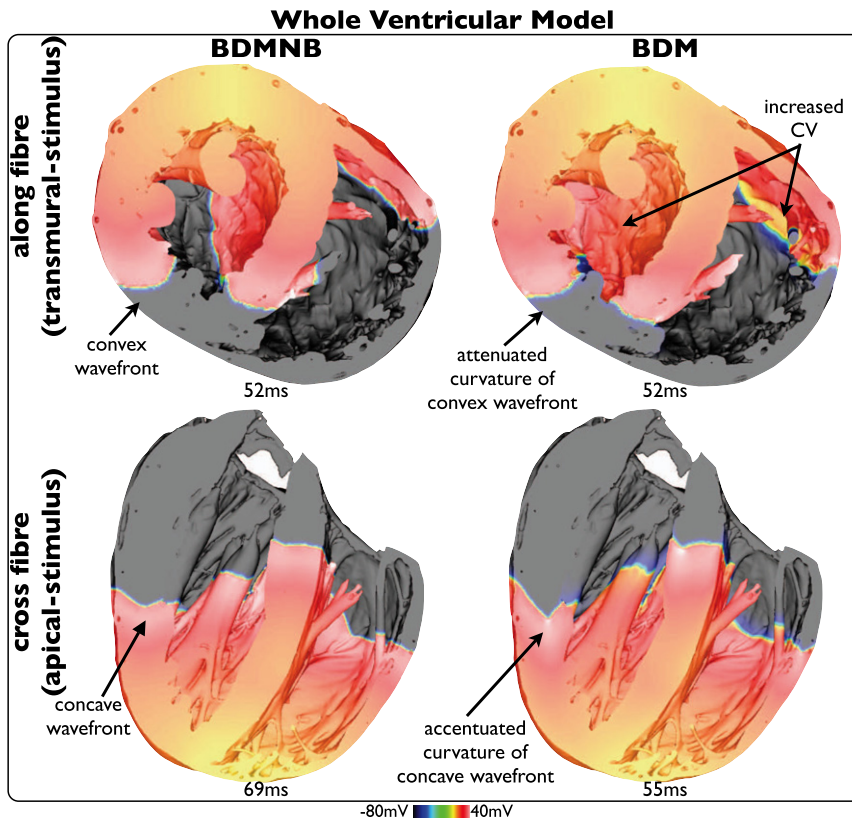 Whole Ventricular Model
BDMNB
BDM
along fibre
(transmural-stimulus)
increased
CV
convex
wavefront
52ms
attenuated
curvature of
convex wavefront
52ms
cross fibre
(apical-stimulus)
concave
wavefront
69ms
accentuated
curvature of
concave wavefront
55ms
-80mV
40mV